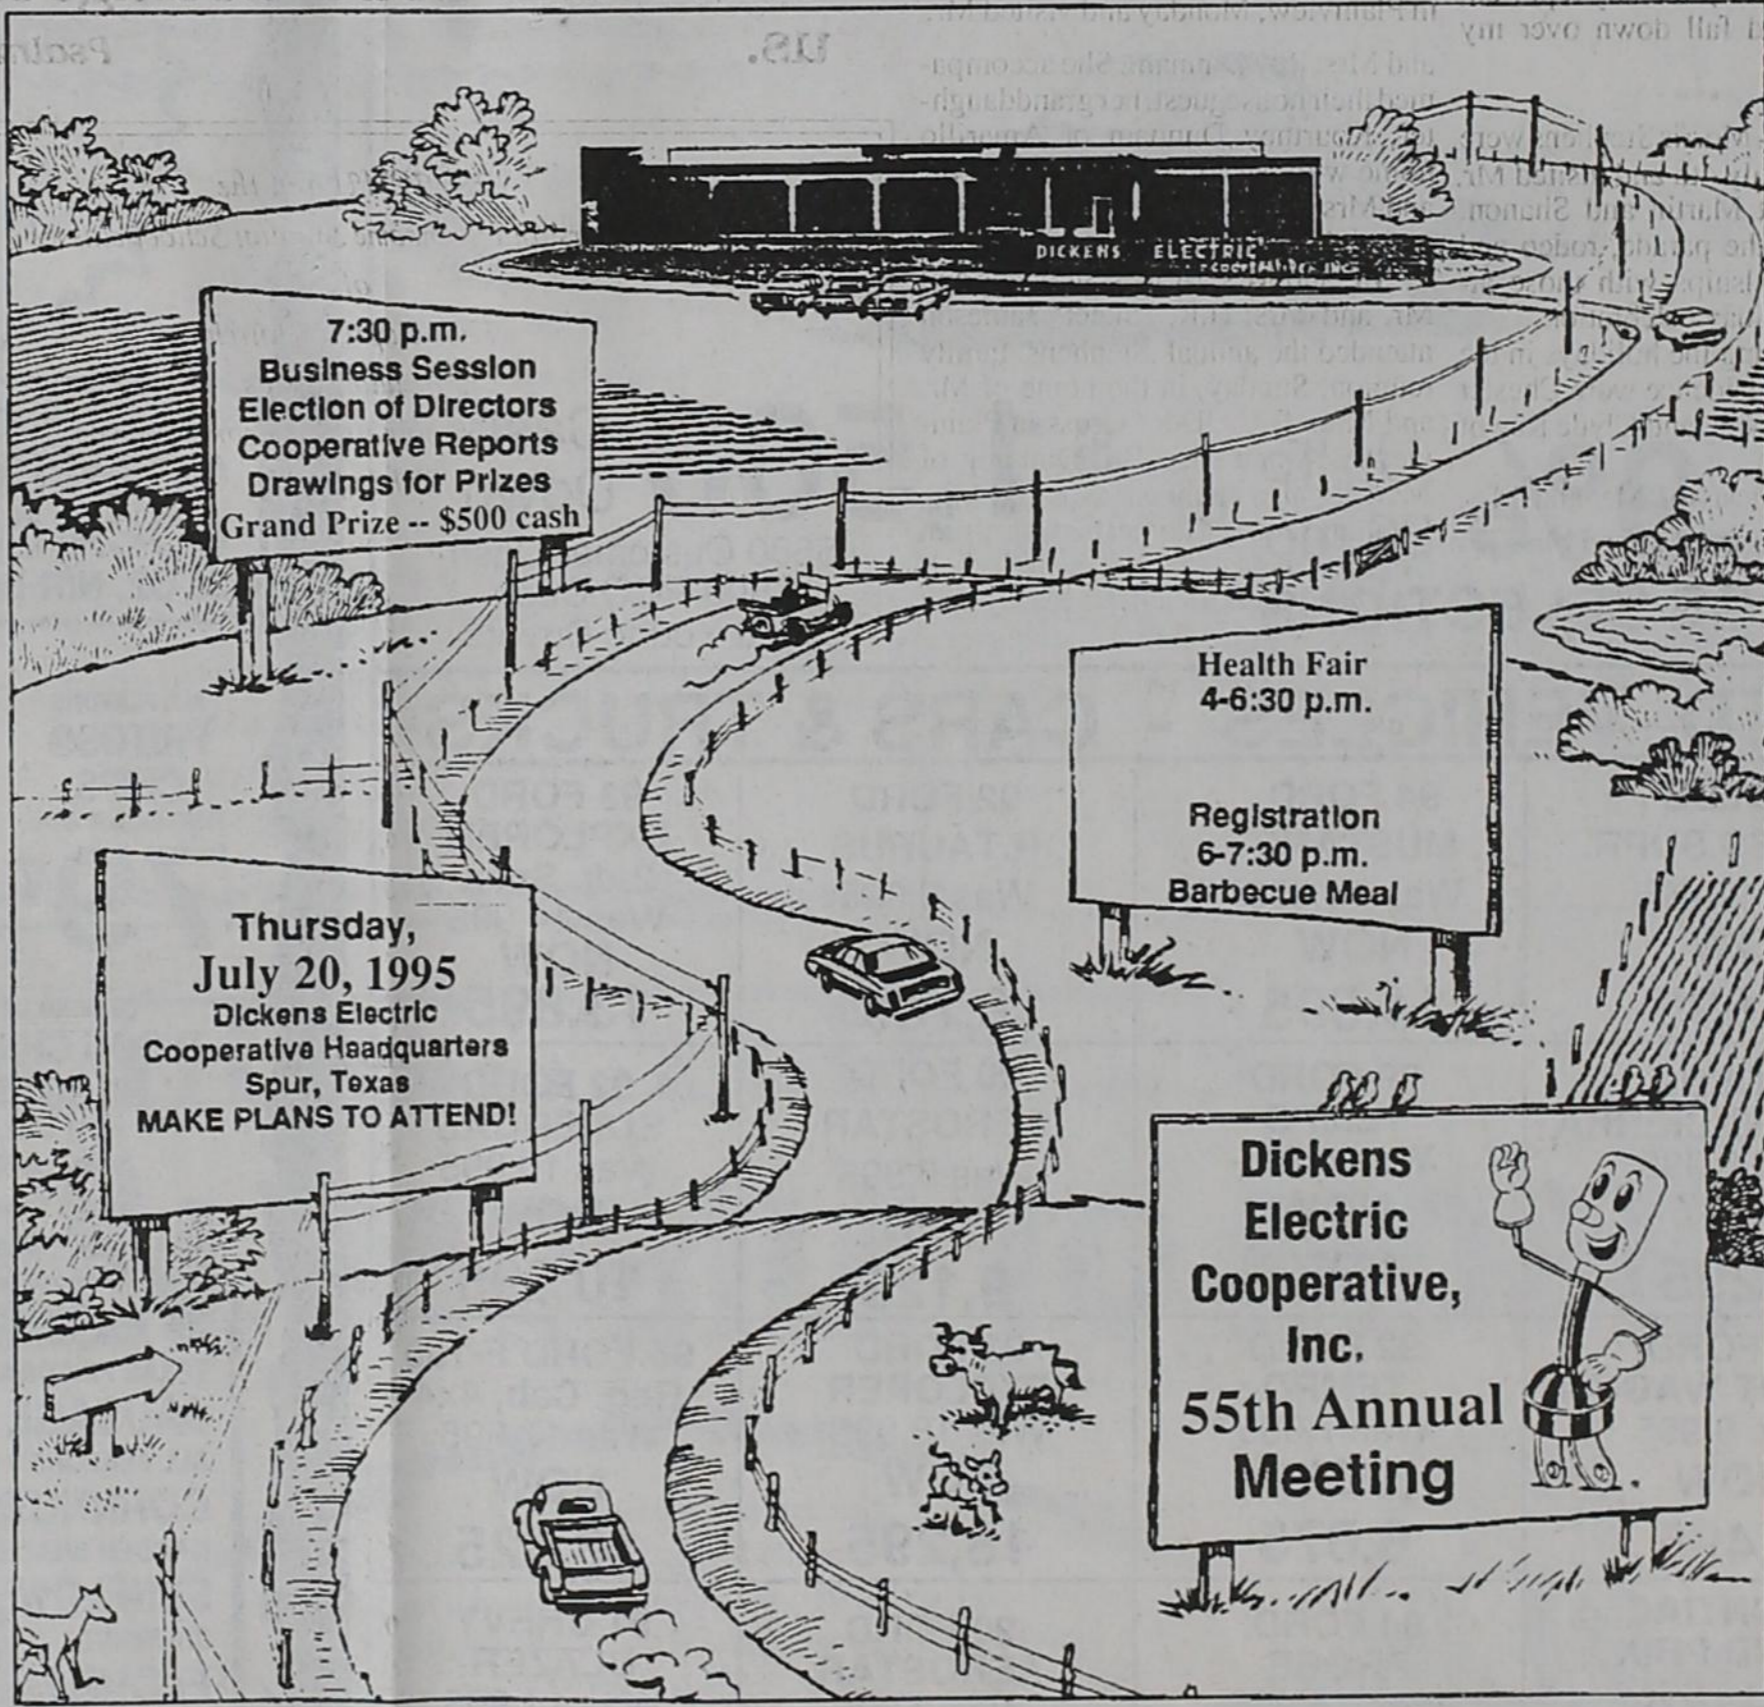 DICKENS ELECTRIC
COOPERATIVE, INC.
7:30 p.m.
Business Session
Election of Directors
Cooperative Reports
Drawings for Prizes
Grand Prize -- $500 cash
Health Fair
4-6:30 p.m.
Registration
6-7:30 p.m.
Barbecue Meal
Thursday,
July 20, 1995
Dickens Electric
Cooperative Headquarters
Spur, Texas
MAKE PLANS TO ATTEND!
Dickens
Electric
Cooperative,
Inc.
55th Annual
Meeting